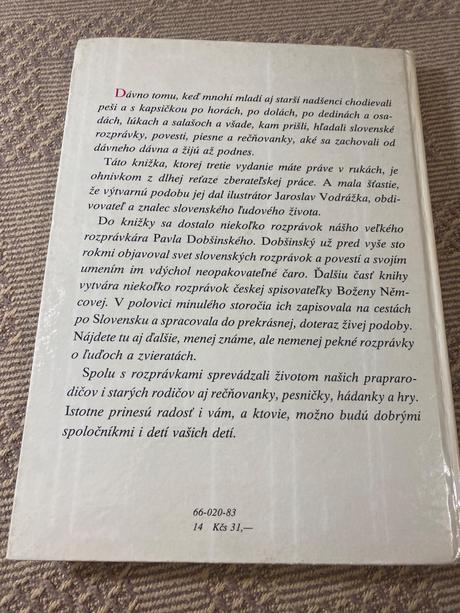 Dávno tomu, keď mnohí mladí aj starší nadšenci chodievali
peši a s kapsičkou po horách, po dolách, po dedinách a osa-
dách, lúkach a salašoch a všade, kam prišli, hľadali slovenské
rozprávky, povesti, piesne a rečňovanky, aké sa zachovali od
dávneho dávna a žijú až podnes.
Táto knižka, ktorej tretie vydanie máte práve v rukách, je
ohnivkom z dlhej reťaze zberateľskej práce. A mala šťastie,
že výtvarnú podobu jej dal ilustrátor Jaroslav Vodrážka, obdi-
vovateľ a znalec slovenského ľudového života.
Do knižky sa dostalo niekoľko rozprávok nášho veľkého
rozprávkára Pavla Dobšinského. Dobšinský už pred vyše sto
rokmi objavoval svet slovenských rozprávok a povestí a svojím
umením im vdýchol neopakovateľné čaro. Ďalšiu časť knihy
vytvára niekoľko rozprávok českej spisovateľky Boženy Něm-
covej. V polovici minulého storočia ich zapisovala na cestách
po Slovensku a spracovala do prekrásnej, doteraz živej podoby.
Nájdete tu aj ďalšie, menej známe, ale nemenej pekné rozprávky
o ľuďoch a zvieratách.
Spolu s rozprávkami sprevádzali životom našich prapraro-
dičov i starých rodičov aj rečňovanky, pesničky, hádanky a hry.
Istotne prinesú radosť i vám, a ktovie, možno budú dobrými
spoločníkmi i detí vašich detí.
66-020-83
14 Kčs 31,—